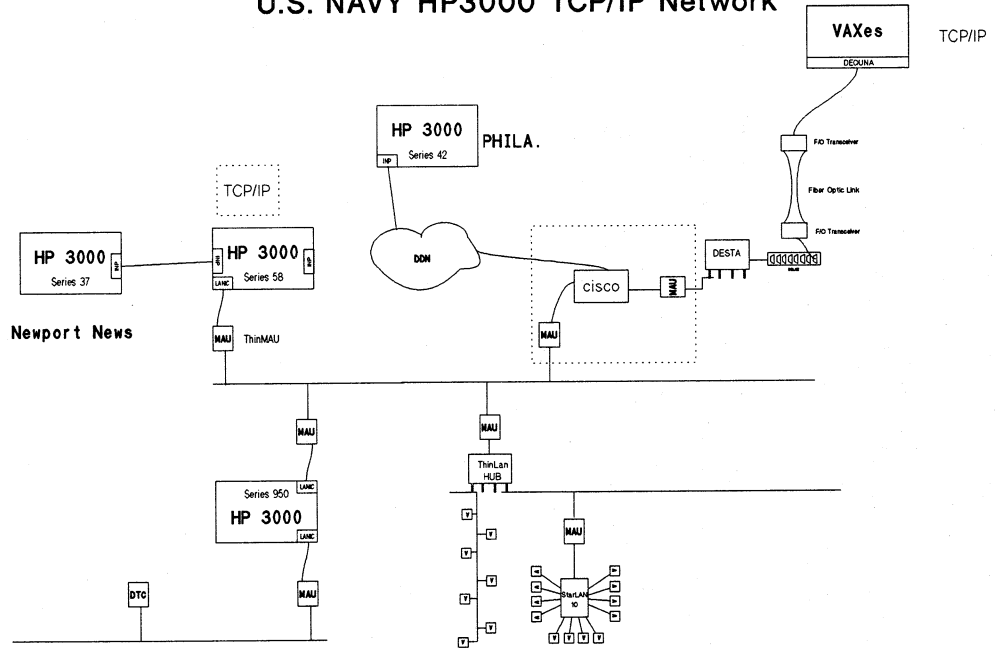 U.S. NAVY HP3000 TCP/IP Network
VAXes
DEQUNA
TCP/IP
HP 3000
Series 42
INP
PHILA.
F/O Transceiver
Fiber Optic Link
F/O Transceiver
TCP/IP
HP 3000
Series 37
INP
Newport News
INP
HP 3000
Series 58
INP
LANIC
DDN
CISCO
MAU
MAU
DESTA
MAU
ThinMAU
MAU
MAU
ThinLan
HUB
Series 950
LANIC
HP 3000
LANIC
MAU
StarLAN
10
DTC
MAU